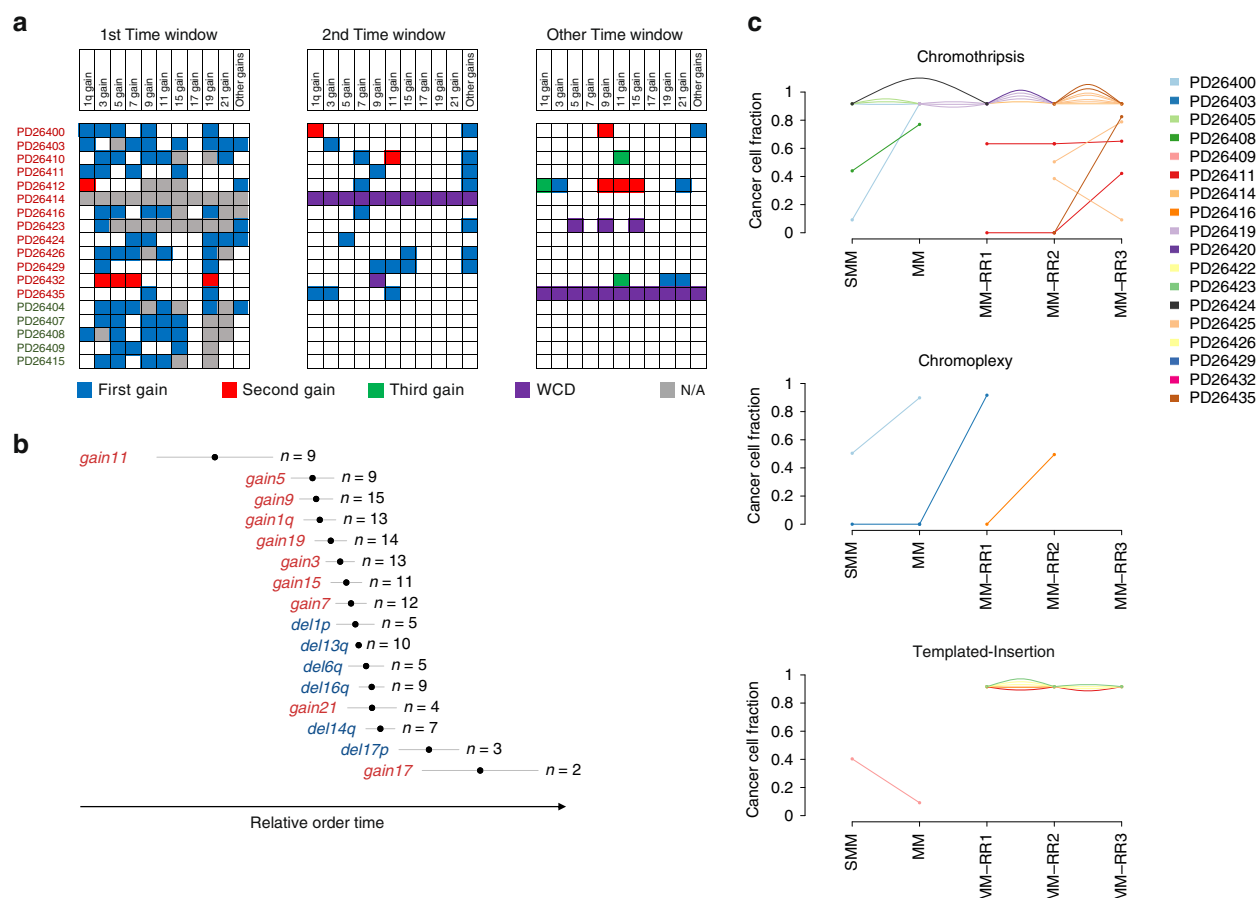 a
1st Time window
2nd Time window
Other Time window
1q gain
3 gain
5 gain
7 gain
9 gain
11 gain
15 gain
17 gain
19 gain
21 gain
Other gains
1q gain
3 gain
5 gain
7 gain
9 gain
11 gain
15 gain
17 gain
19 gain
21 gain
Other gains
1q gain
3 gain
5 gain
7 gain
9 gain
11 gain
15 gain
17 gain
19 gain
21 gain
Other gains
PD26400
PD26403
PD26410
PD26411
PD26412
PD26414
PD26416
PD26423
PD26424
PD26426
PD26429
PD26432
PD26435
PD26404
PD26407
PD26408
PD26409
PD26415
First gain
Second gain
Third gain
WCD
N/A
b
gain11 n = 9
gain5 n = 9
gain9 n = 15
gain1q n = 13
gain19 n = 14
gain3 n = 13
gain15 n = 11
gain7 n = 12
del1p n = 5
del13q n = 10
del6q n = 5
del16q n = 9
gain21 n = 4
del14q n = 7
del17p n = 3
gain17 n = 2
Relative order time
c
Chromothripsis
Cancer cell fraction
1
0.8
0.6
0.4
0.2
0
SMM
MM
MM–RR1
MM–RR2
MM–RR3
Chromoplexy
Cancer cell fraction
1
0.8
0.6
0.4
0.2
0
SMM
MM
MM–RR1
MM–RR2
MM–RR3
Templated-Insertion
Cancer cell fraction
1
0.8
0.6
0.4
0.2
0
SMM
MM
MM–RR1
MM–RR2
MM–RR3
PD26400
PD26403
PD26405
PD26408
PD26409
PD26411
PD26414
PD26416
PD26419
PD26420
PD26422
PD26423
PD26424
PD26425
PD26426
PD26429
PD26432
PD26435